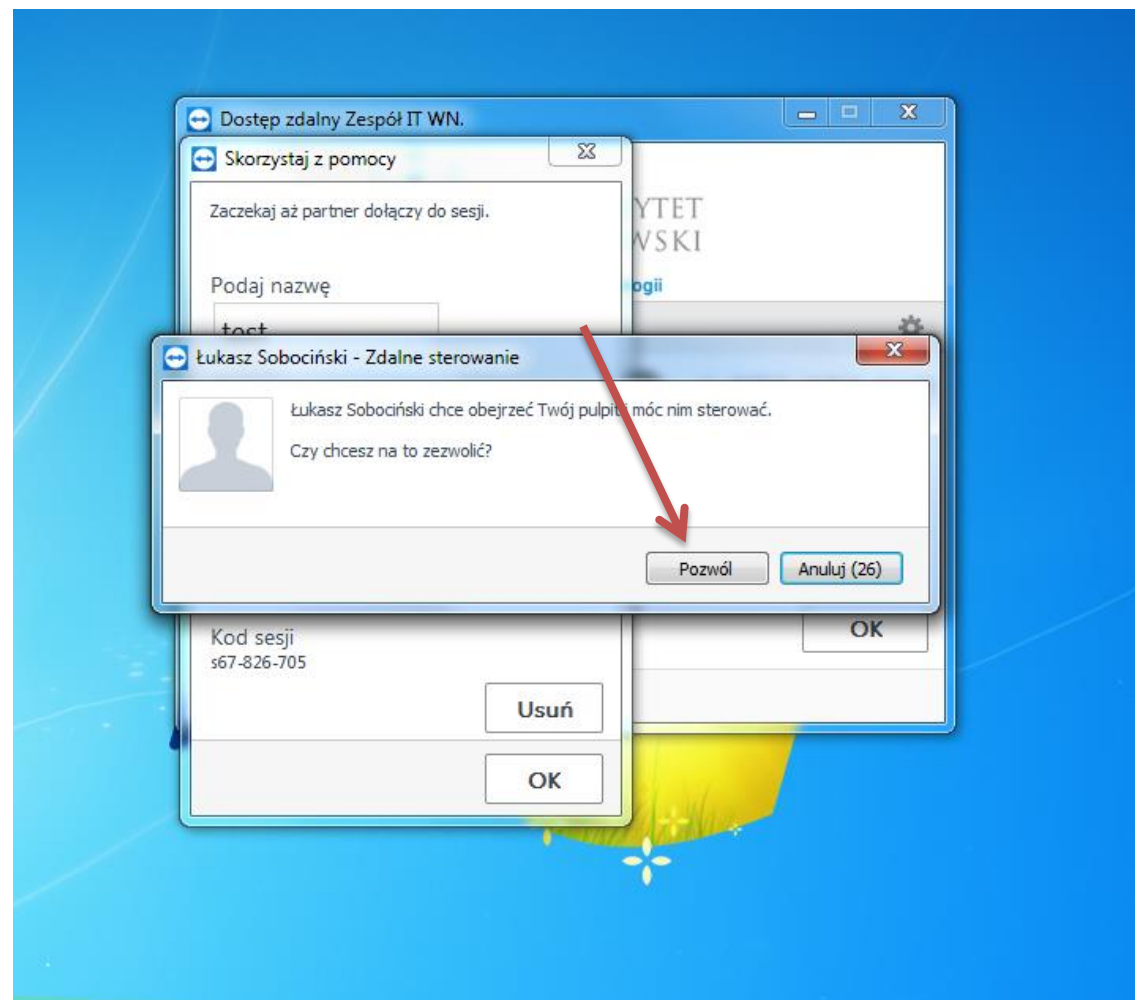 Dostęp zdalny Zespół IT WN.
Skorzystaj z pomocy
Zaczekaj aż partner dołączy do sesji.
YTET
WSKI
ogii
Podaj nazwę
test
Łukasz Sobociński - Zdalne sterowanie
Łukasz Sobociński chce obejrzeć Twój pulpit i móc nim sterować.
Czy chcesz na to zezwolić?
Pozwól
Anuluj (26)
Kod sesji
s67-826-705
OK
Usuń
OK